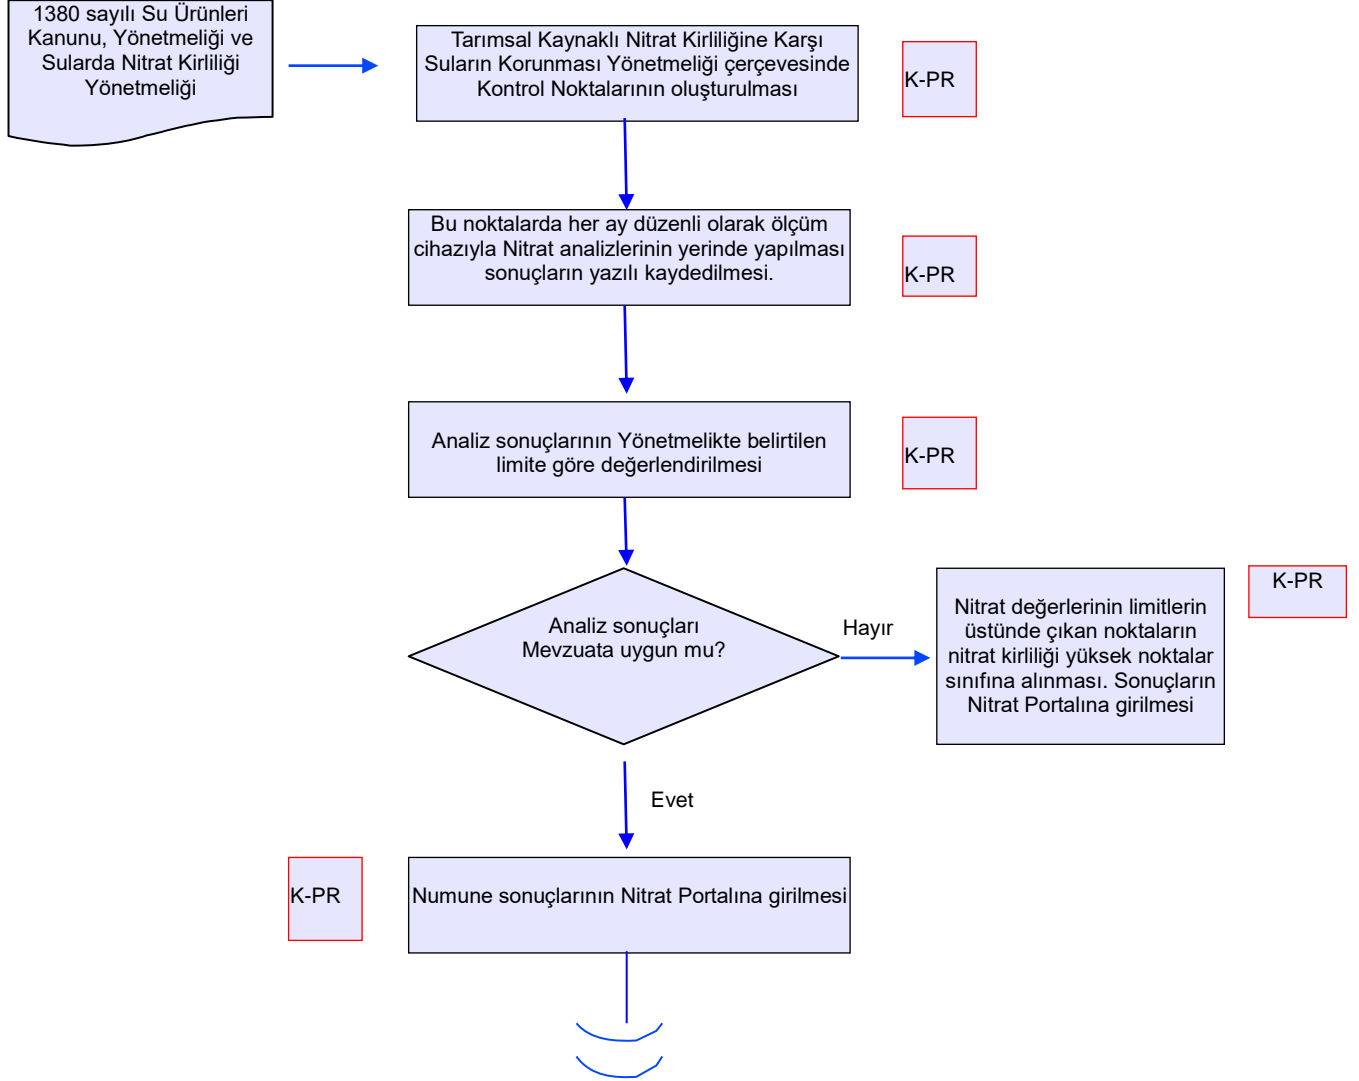 1380 sayılı Su Ürünleri
Kanunu, Yönetmeliği ve
Sularda Nitrat Kirliliği
Yönetmeliği
Tarımsal Kaynaklı Nitrat Kirliliğine Karşı
Suların Korunması Yönetmeliği çerçevesinde
Kontrol Noktalarının oluşturulması
K-PR
Bu noktalarda her ay düzenli olarak ölçüm
cihazıyla Nitrat analizlerinin yerinde yapılması
sonuçların yazılı kaydedilmesi.
K-PR
Analiz sonuçlarının Yönetmelikte belirtilen
limite göre değerlendirilmesi
K-PR
Analiz sonuçları
Mevzuata uygun mu?
Hayır
Nitrat değerlerinin limitlerin
üstünde çıkan noktaların
nitrat kirliliği yüksek noktalar
sınıfına alınması. Sonuçların
Nitrat Portalına girilmesi
K-PR
Evet
K-PR
Numune sonuçlarının Nitrat Portalına girilmesi